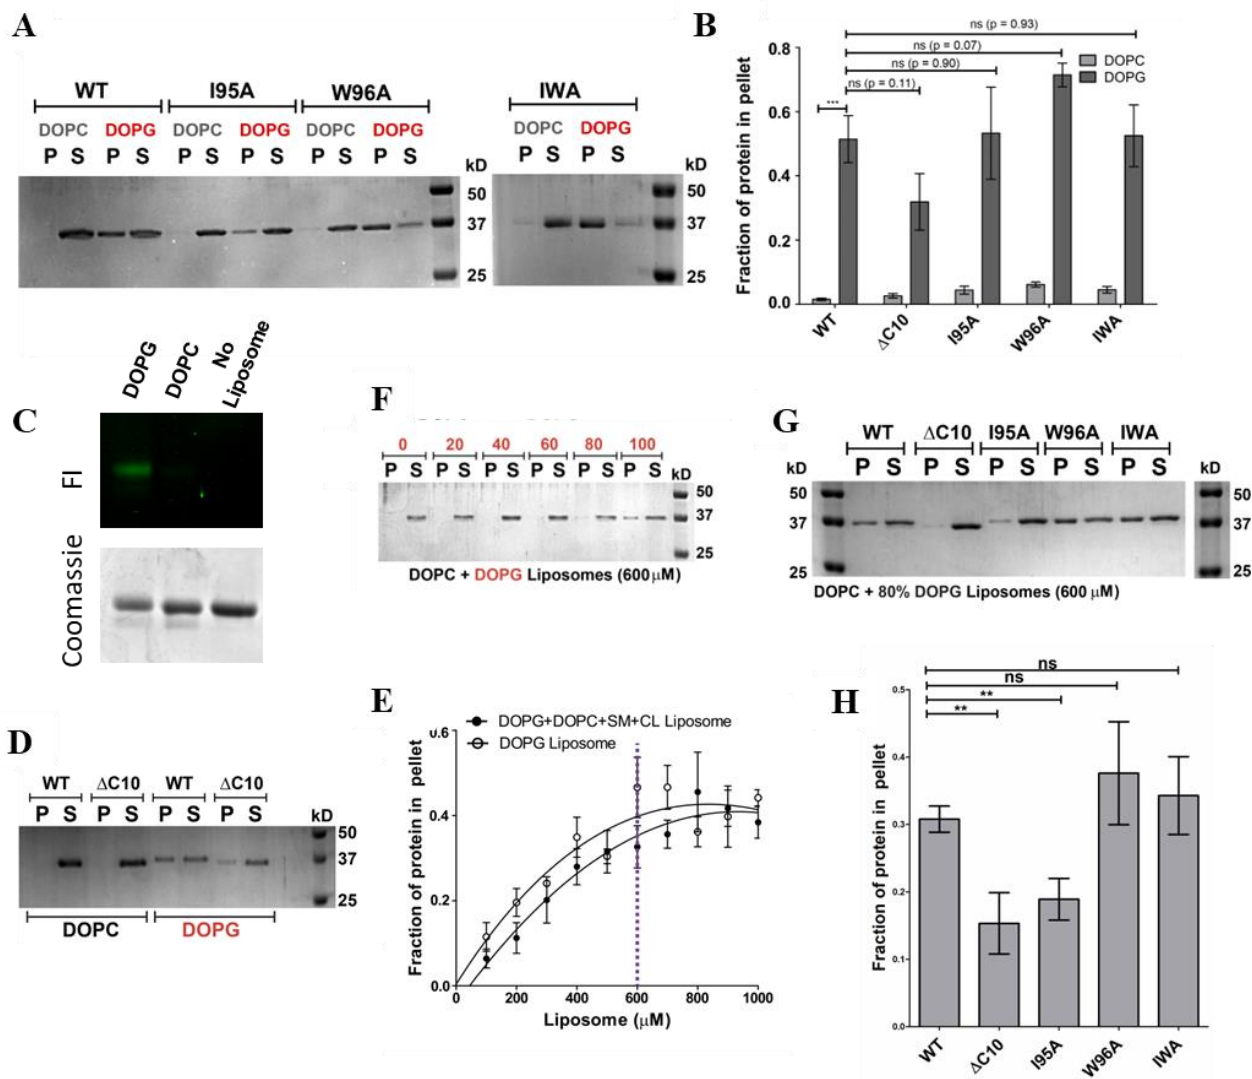 A
WT I95A W96A IWA
DOPC DOPG DOPC DOPG DOPC DOPG DOPC DOPG
P S P S P S P S P S P S P S P S
kD kD
50 50
37 37
25 25
B
ns (p = 0.93)
ns (p = 0.07)
ns (p = 0.90)
ns (p = 0.11)
***
DOPC
DOPG
Fraction of protein in pellet
0.8
0.6
0.4
0.2
0.0
WT ΔC10 I95A W96A IWA
C
DOPG DOPC No Liposome
FI
Coomassie
F
0 20 40 60 80 100
P S P S P S P S P S P S kD
50
37
25
DOPC + DOPG Liposomes (600 μM)
G
WT ΔC10 I95A W96A IWA
kD P S P S P S P S P S kD
50 50
37 37
25 25
DOPC + 80% DOPG Liposomes (600 μM)
D
WT ΔC10 WT ΔC10
P S P S P S P S kD
50
37
25
DOPC DOPG
E
DOPG+DOPC+SM+CL Liposome
DOPG Liposome
Fraction of protein in pellet
0.6
0.4
0.2
0.0
0 200 400 600 800 1000
Liposome (μM)
H
ns
ns
**
**
Fraction of protein in pellet
0.5
0.4
0.3
0.2
0.1
0.0
WT ΔC10 I95A W96A IWA